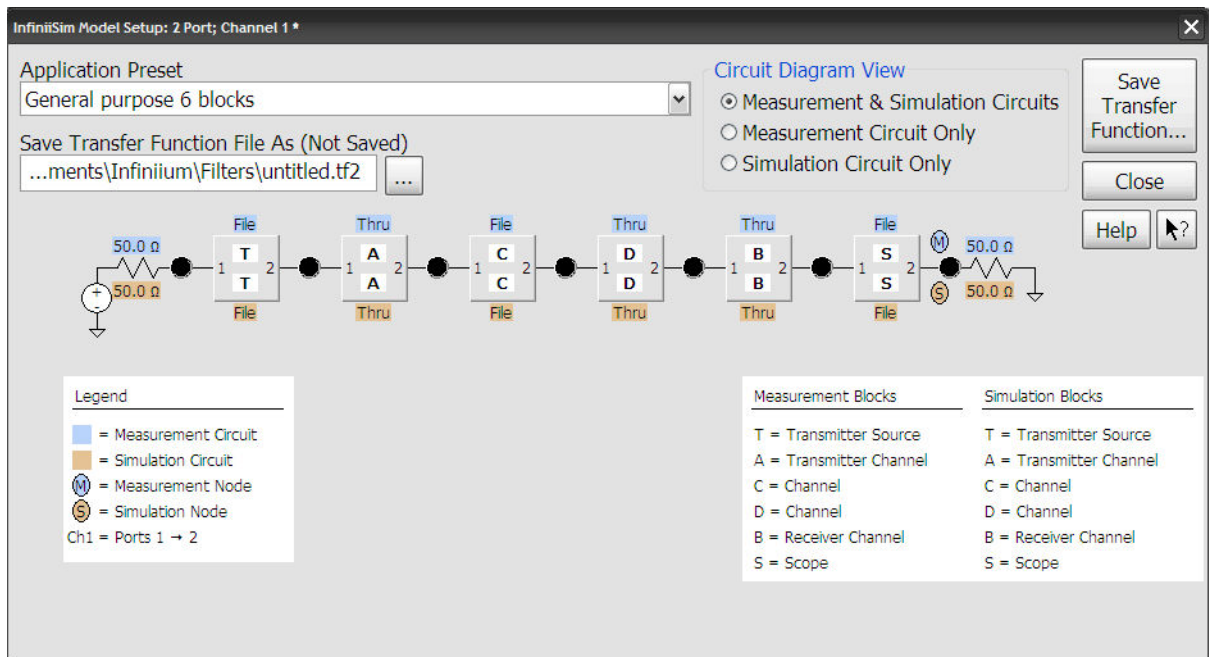 InfiniiSim Model Setup: 2 Port; Channel 1 *
Application Preset
General purpose 6 blocks
Save Transfer Function File As (Not Saved)
...ments\Infiniium\Filters\untitled.tf2
...
Circuit Diagram View
Measurement & Simulation Circuits
Measurement Circuit Only
Simulation Circuit Only
Save
Transfer
Function...
Close
Help
?
File Thru File Thru Thru File
50.0 Ω T A C D B S M 50.0 Ω
1 2 1 2 1 2 1 2 1 2 1 2
50.0 Ω T A C D B S S 50.0 Ω
+
-
File Thru File Thru Thru File
Legend
= Measurement Circuit
= Simulation Circuit
M = Measurement Node
S = Simulation Node
Ch1 = Ports 1 → 2
Measurement Blocks
T = Transmitter Source
A = Transmitter Channel
C = Channel
D = Channel
B = Receiver Channel
S = Scope
Simulation Blocks
T = Transmitter Source
A = Transmitter Channel
C = Channel
D = Channel
B = Receiver Channel
S = Scope